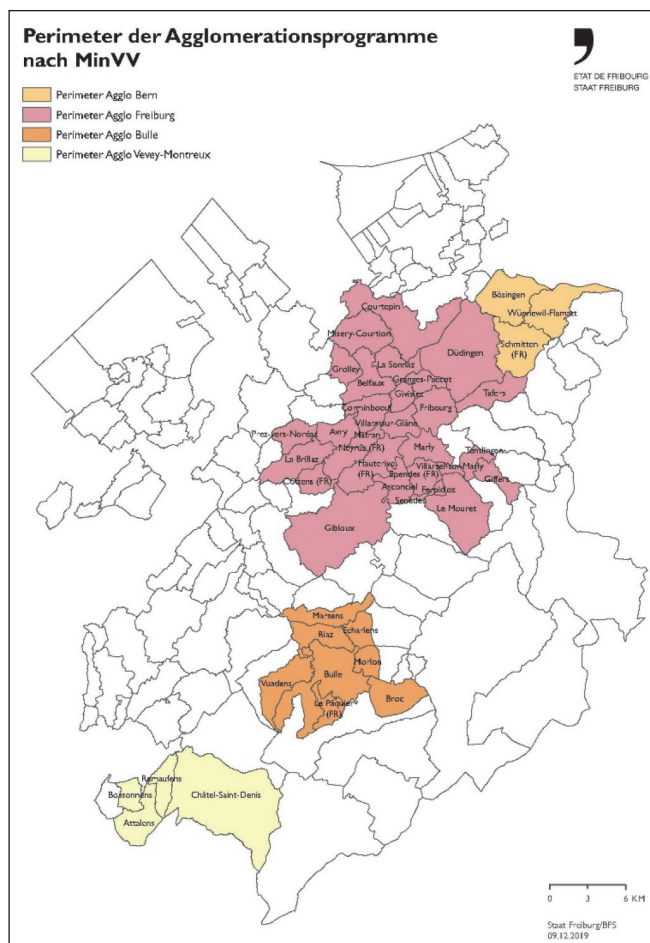 Perimeter der Agglomerationsprogramme
nach MinVV
ETAT DE FRIBOURG
STAAT FREIBURG
Perimeter Agglo Bern
Perimeter Agglo Freiburg
Perimeter Agglo Bulle
Perimeter Agglo Vevey-Montreux
Bösingen
Courtepin
Wünnewil-Flamatt
Misery-Courtion
Schmitten
(FR)
Düdingen
La Sonnaz
Grolley
Granges-Paccot
Belfaux
Givisiez
Tafers
Corminboeuf
Fribourg
Villars-sur-Glâne
Prez-vers-Noréaz
Avry
Matran
Neyruz (FR)
Marly
Tentlingen
La Brillaz
Hauterive
(FR)
Villarsel-sur-Marly
Cottens (FR)
Ependes (FR)
Giffers
Arconciel
Ferpicloz
Senèdes
Le Mouret
Gibloux
Marsens
Echarlens
Riaz
Morlon
Vuadens
Bulle
Broc
Le Pâquier
(FR)
Remaufens
Bossonnens
Châtel-Saint-Denis
Attalens
0 3 6 KM
Staat Freiburg/BFS
09.12.2019